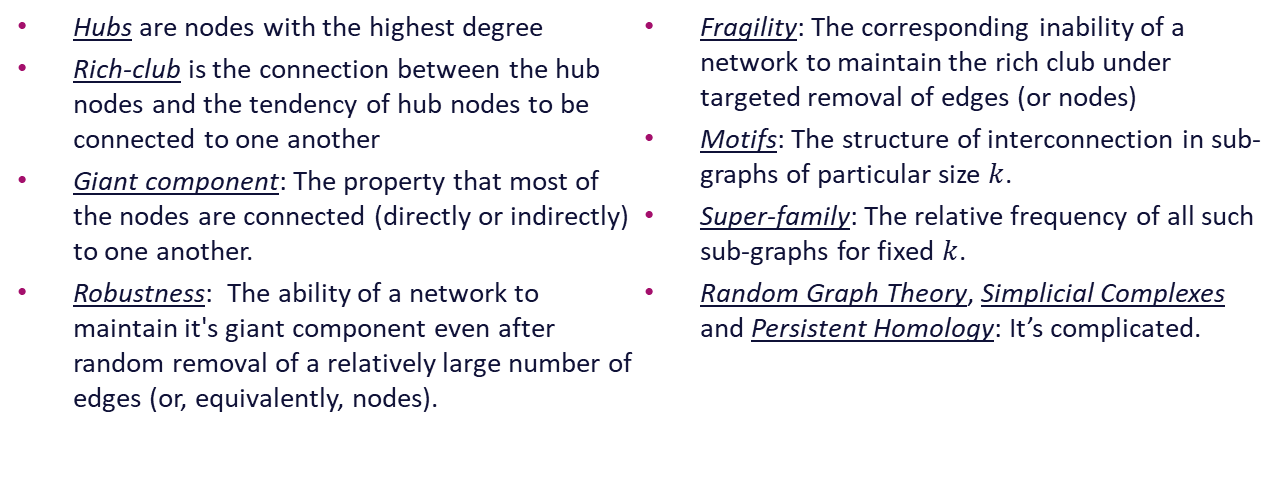 • Hubs are nodes with the highest degree
• Rich-club is the connection between the hub
nodes and the tendency of hub nodes to be
connected to one another
• Giant component: The property that most of
the nodes are connected (directly or indirectly)
to one another.
• Robustness:  The ability of a network to
maintain it's giant component even after
random removal of a relatively large number of
edges (or, equivalently, nodes).
• Fragility: The corresponding inability of a
network to maintain the rich club under
targeted removal of edges (or nodes)
• Motifs: The structure of interconnection in sub-
graphs of particular size k.
• Super-family: The relative frequency of all such
sub-graphs for fixed k.
• Random Graph Theory, Simplicial Complexes
and Persistent Homology: It’s complicated.